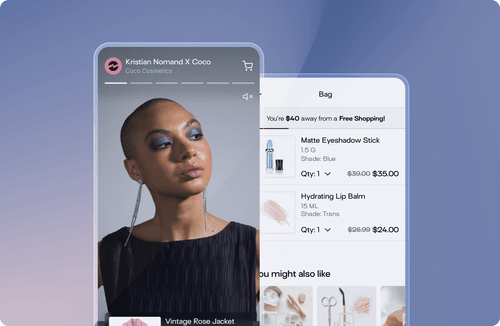 Kristian Nomand X Coco
Coco Cosmetics
Vintage Rose Jacket
Bag
You're $40 away from a Free Shopping!
Matte Eyeshadow Stick
1.5 G
Shade: Blue
Qty: 1
$39.00 $35.00
Hydrating Lip Balm
15 ML
Shade: Trans
Qty: 1
$26.99 $24.00
ou might also like